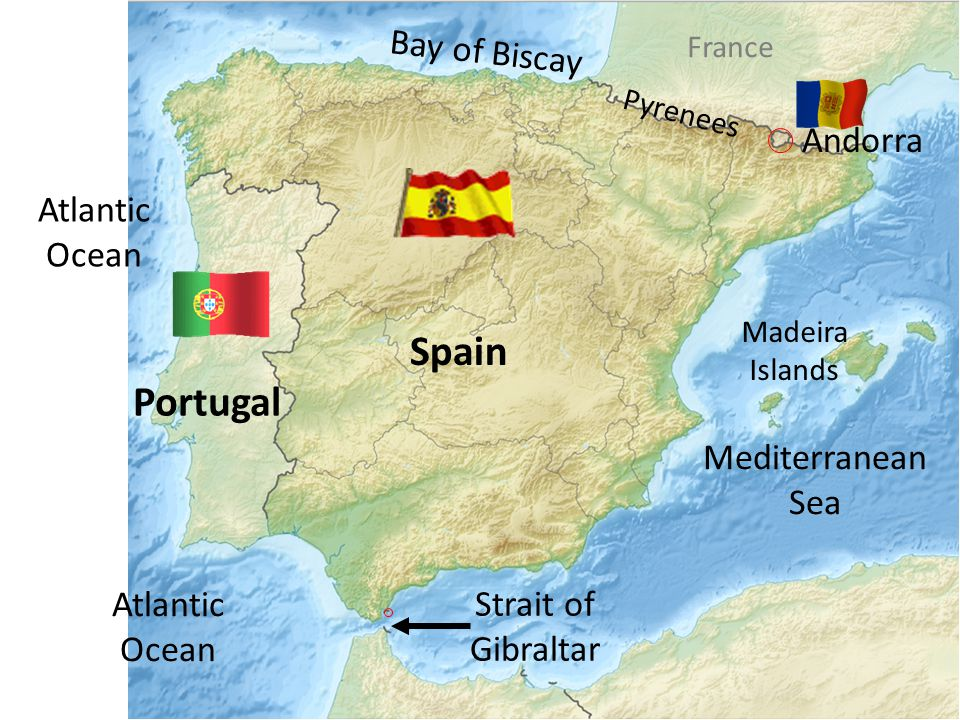 Bay of Biscay
France
Pyrenees
Andorra
Atlantic
Ocean
Spain
Madeira
Islands
Portugal
Mediterranean
Sea
Atlantic
Ocean
Strait of
Gibraltar